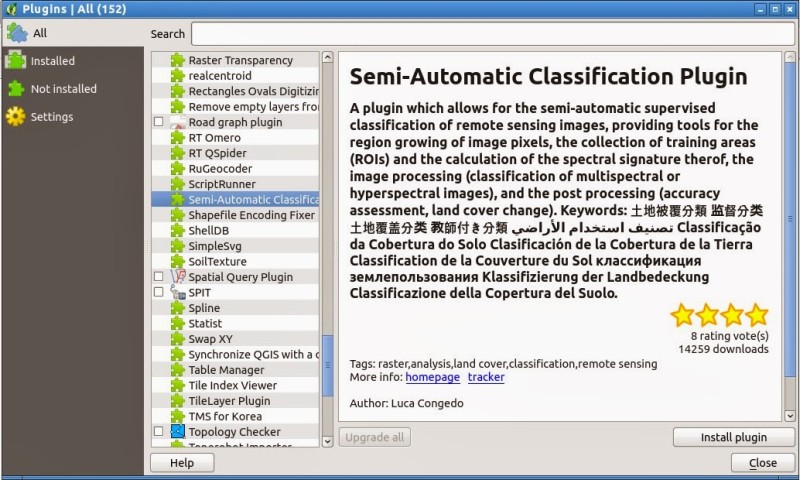 Plugins | All (152)
All
Installed
Not installed
Settings
Search
Raster Transparency
realcentroid
Rectangles Ovals Digitizin
Remove empty layers fro
Road graph plugin
RT Omero
RT QSpider
RuGeocoder
ScriptRunner
Semi-Automatic Classifica
Shapefile Encoding Fixer
ShellDB
SimpleSvg
SoilTexture
Spatial Query Plugin
SPIT
Spline
Statist
Swap XY
Synchronize QGIS with a c
Table Manager
Tile Index Viewer
TileLayer Plugin
TMS for Korea
Topology Checker
Semi-Automatic Classification Plugin
A plugin which allows for the semi-automatic supervised
classification of remote sensing images, providing tools for the
region growing of image pixels, the collection of training areas
(ROIs) and the calculation of the spectral signature therof, the
image processing (classification of multispectral or
hyperspectral images), and the post processing (accuracy
assessment, land cover change). Keywords: 土地被覆分類 监督分类
土地覆盖分类 教師付き分類 تصنيف استخدام الأراضي Classificação
da Cobertura do Solo Clasificación de la Cobertura de la Tierra
Classification de la Couverture du Sol классификация
землепользования Klassifizierung der Landbedeckung
Classificazione della Copertura del Suolo.
8 rating vote(s)
14259 downloads
Tags: raster,analysis,land cover,classification,remote sensing
More info: homepage tracker
Author: Luca Congedo
Upgrade all
Install plugin
Help
Close